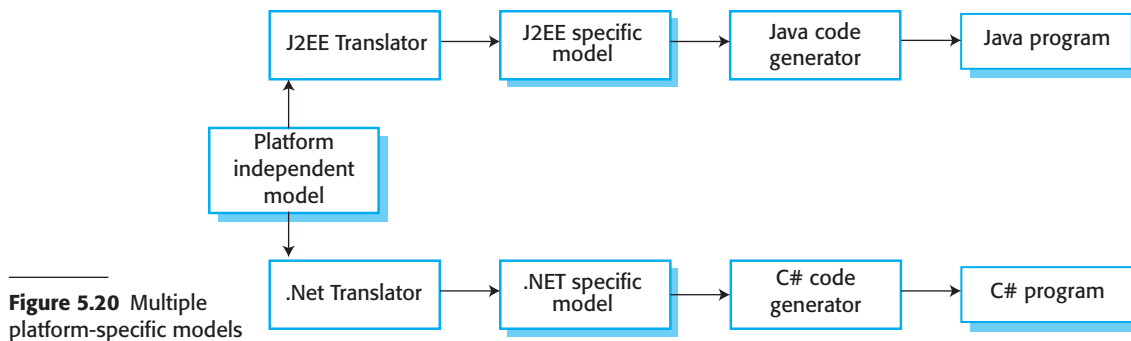 J2EE Translator
J2EE specific
model
Java code
generator
Java program
Platform
independent
model
.Net Translator
.NET specific
model
C# code
generator
C# program
Figure 5.20 Multiple
platform-specific models